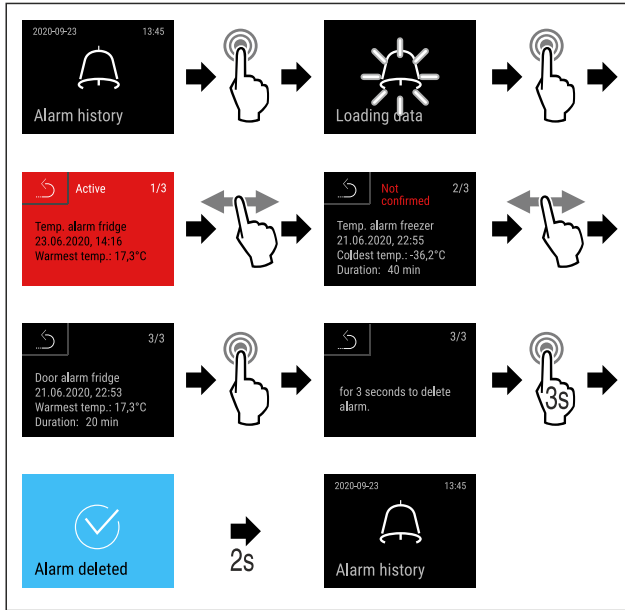 2020-09-23 13:45
Alarm history
Loading data
Active 1/3
Temp. alarm fridge
23.06.2020, 14:16
Warmest temp.: 17,3°C
Not
confirmed
2/3
Temp. alarm freezer
21.06.2020, 22:55
Coldest temp.: -36,2°C
Duration: 40 min
3/3
Door alarm fridge
21.06.2020, 22:53
Warmest temp.: 17,3°C
Duration: 20 min
3/3
for 3 seconds to delete
alarm.
3s
Alarm deleted
2s
2020-09-23 13:45
Alarm history